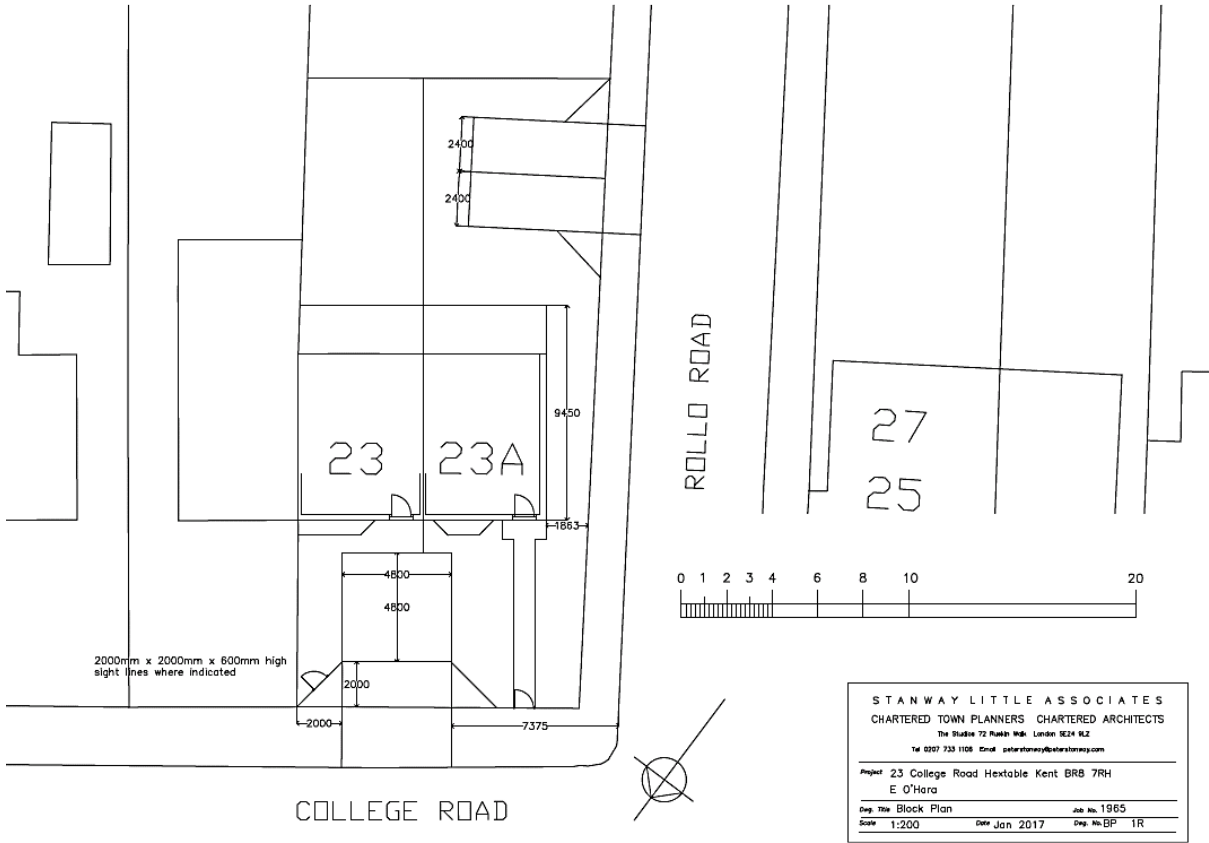 2400
2400
ROLLO ROAD
9450
23
23A
27
25
1863
4800
4800
0 1 2 3 4 6 8 10 20
2000mm x 2000mm x 600mm high
sight lines where indicated
2000
2000
7375
COLLEGE ROAD
STANWAY LITTLE ASSOCIATES
CHARTERED TOWN PLANNERS CHARTERED ARCHITECTS
The Studios 72 Ruskin Walk London SE24 9LZ
Tel 0207 733 1106 Email peterstanway@peterstanway.com
Project 23 College Road Hextable Kent BR8 7RH
E O'Hara
Dwg. Title Block Plan Job No. 1965
Scale 1:200 Date Jan 2017 Dwg. No. BP 1R